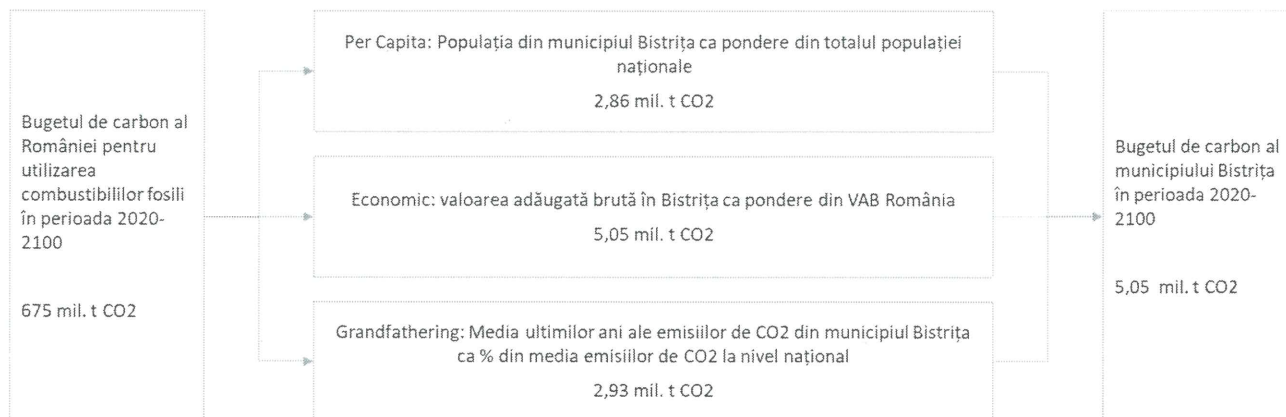 Bugetul de carbon al
României pentru
utilizarea
combustibililor fosili
în perioada 2020-
2100
675 mil. t CO2
Per Capita: Populația din municipiul Bistrița ca pondere din totalul populației
naționale
2,86 mil. t CO2
Economic: valoarea adăugată brută în Bistrița ca pondere din VAB România
5,05 mil. t CO2
Grandfathering: Media ultimilor ani ale emisiilor de CO2 din municipiul Bistrița
ca % din media emisiilor de CO2 la nivel național
2,93 mil. t CO2
Bugetul de carbon al
municipiului Bistrița
în perioada 2020-
2100
5,05 mil. t CO2